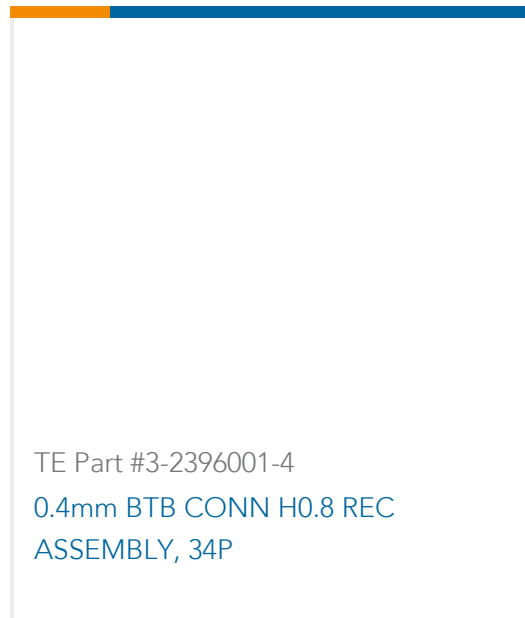 TE Part #3-2396001-4
0.4mm BTB CONN H0.8 REC
ASSEMBLY, 34P